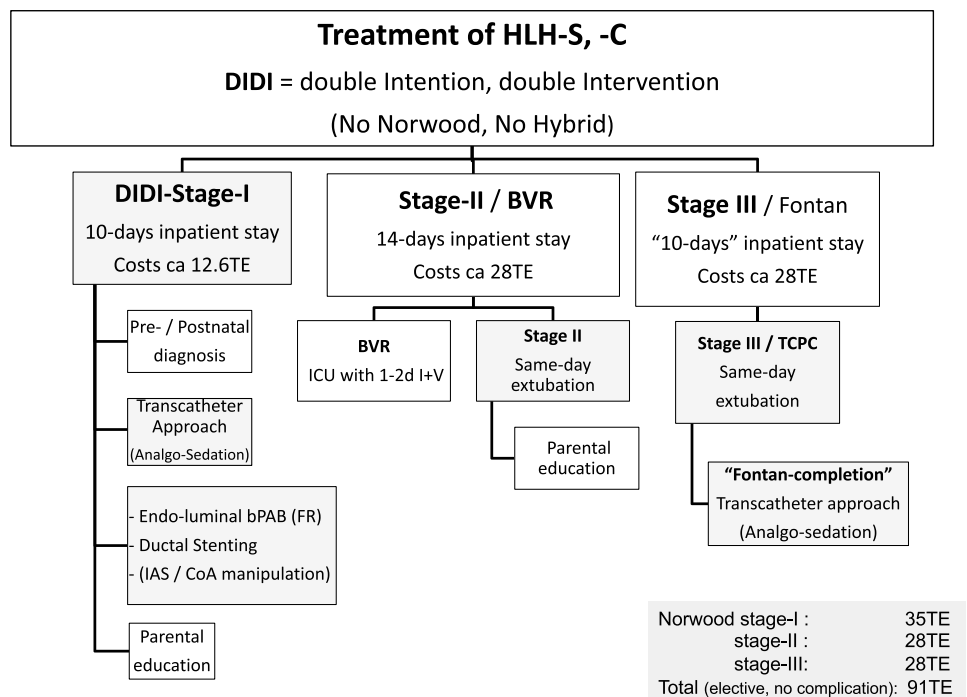 Treatment of HLH-S, -C
DIDI = double Intention, double Intervention
(No Norwood, No Hybrid)
DIDI-Stage-I
10-days inpatient stay
Costs ca 12.6TE
Pre- / Postnatal
diagnosis
Transcatheter
Approach
(Analgo-Sedation)
- Endo-luminal bPAB (FR)
- Ductal Stenting
- (IAS / CoA manipulation)
Parental
education
Stage-II / BVR
14-days inpatient stay
Costs ca 28TE
BVR
ICU with 1-2d I+V
Stage II
Same-day
extubation
Parental
education
Stage III / Fontan
“10-days” inpatient stay
Costs ca 28TE
Stage III / TCPC
Same-day
extubation
“Fontan-completion”
Transcatheter approach
(Analgo-sedation)
Norwood stage-I : 35TE
stage-II : 28TE
stage-III: 28TE
Total (elective, no complication): 91TE